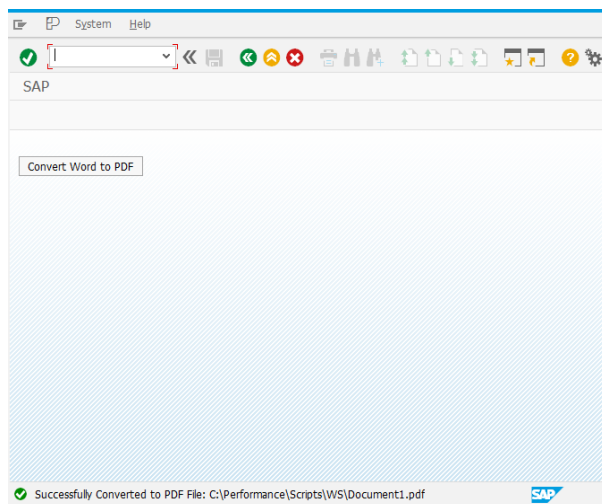 System Help
SAP
Convert Word to PDF
Successfully Converted to PDF File: C:\Performance\Scripts\WS\Document1.pdf
SAP